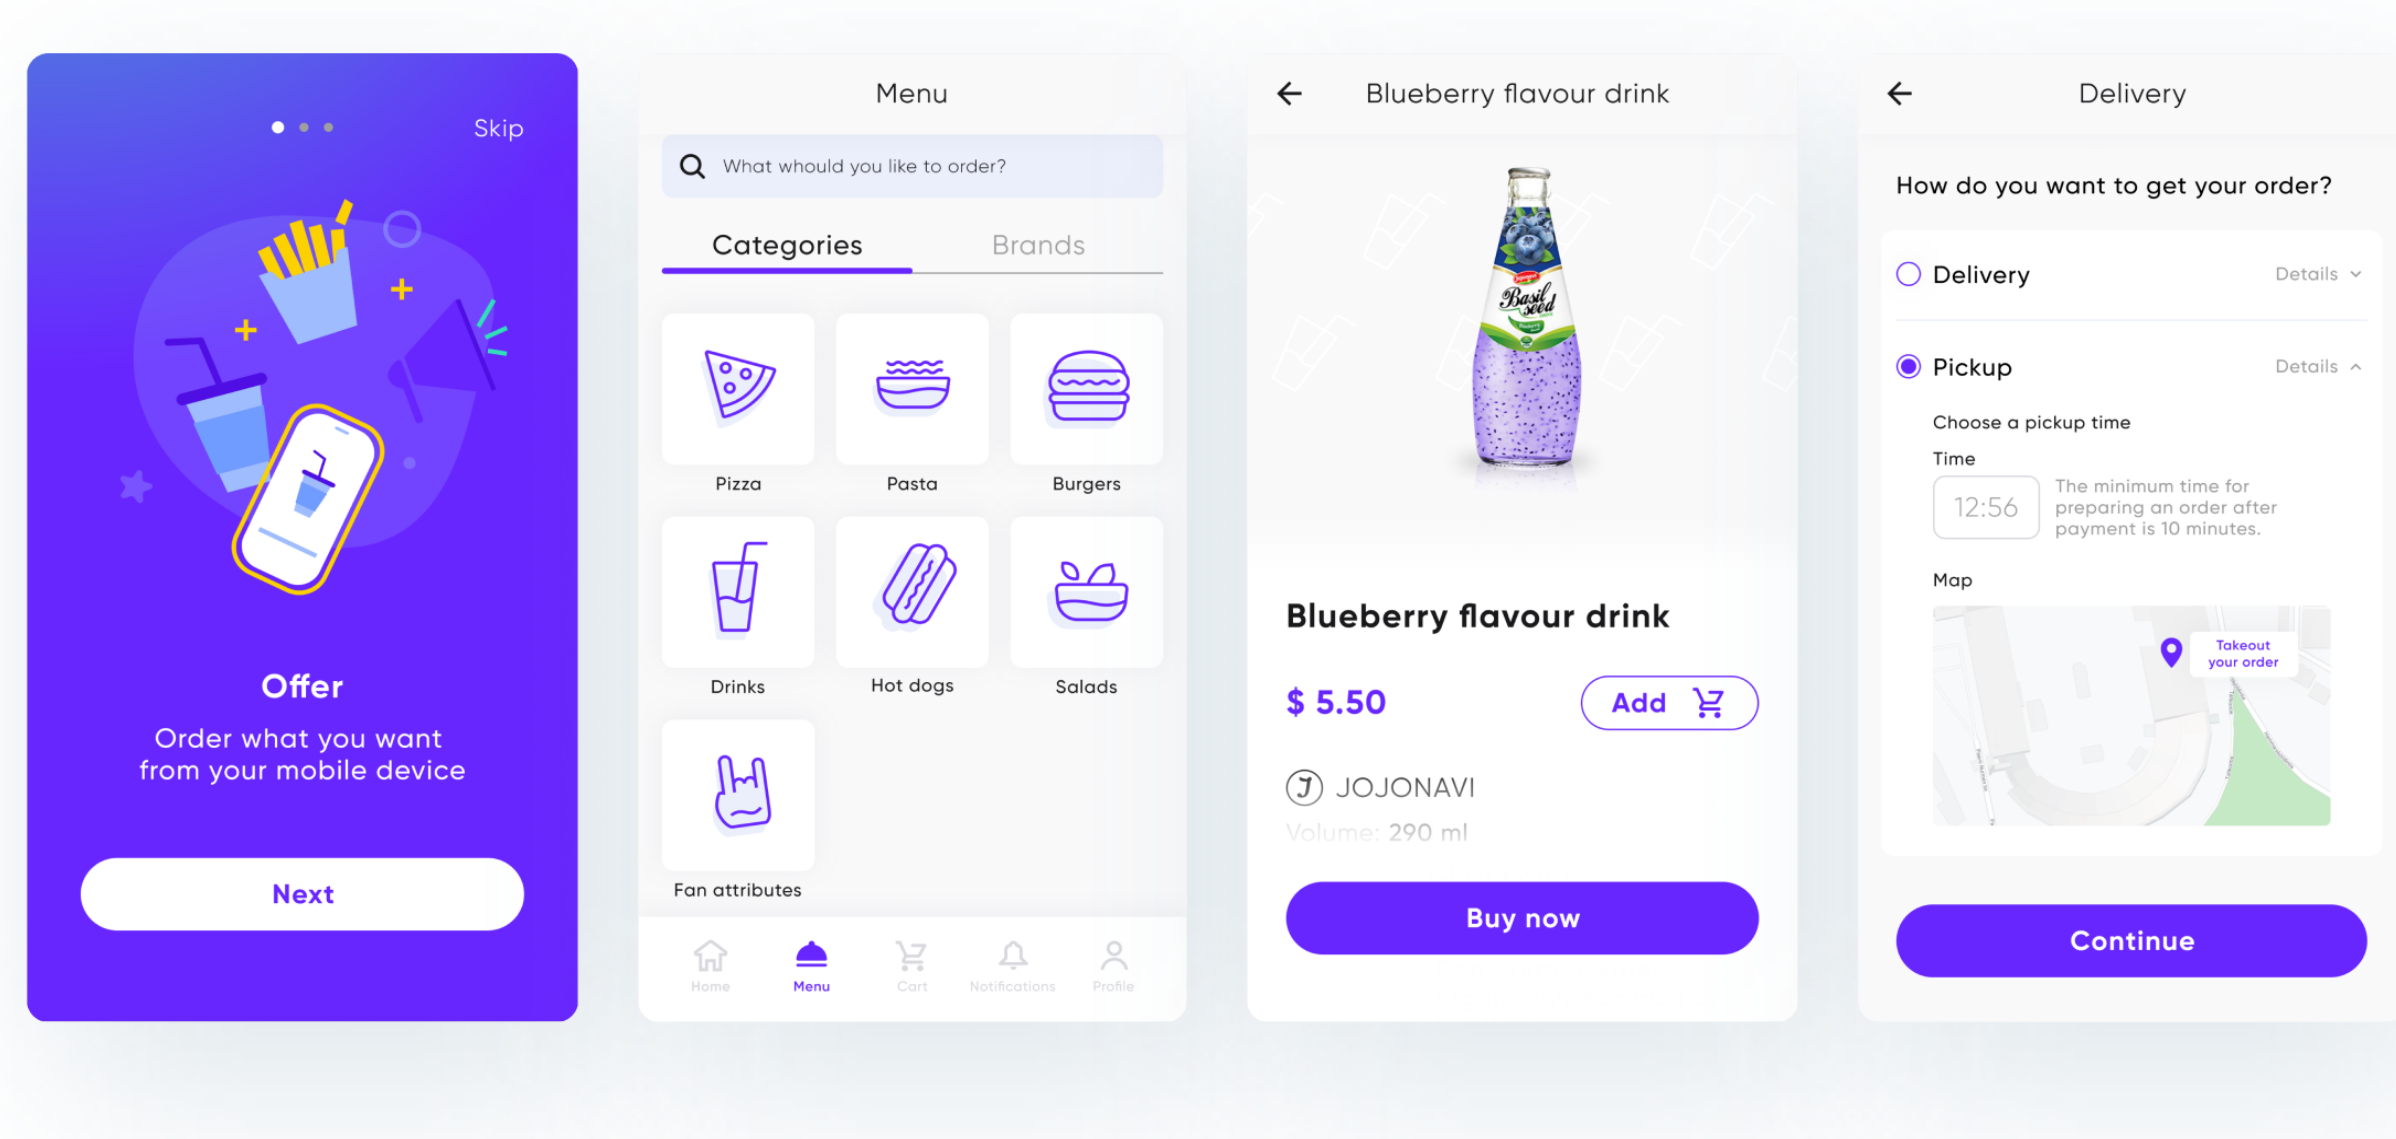 Skip
Offer
Order what you want
from your mobile device
Next
Menu
What whould you like to order?
Categories
Brands
Pizza
Pasta
Burgers
Drinks
Hot dogs
Salads
Fan attributes
Home
Menu
Cart
Notifications
Profile
Blueberry flavour drink
Basil
seed
Blueberry flavour drink
$ 5.50
Add
J JOJONAVI
Volume: 290 ml
Buy now
Delivery
How do you want to get your order?
Delivery
Details
Pickup
Details
Choose a pickup time
Time
12:56
The minimum time for
preparing an order after
payment is 10 minutes.
Map
Takeout
your order
Continue